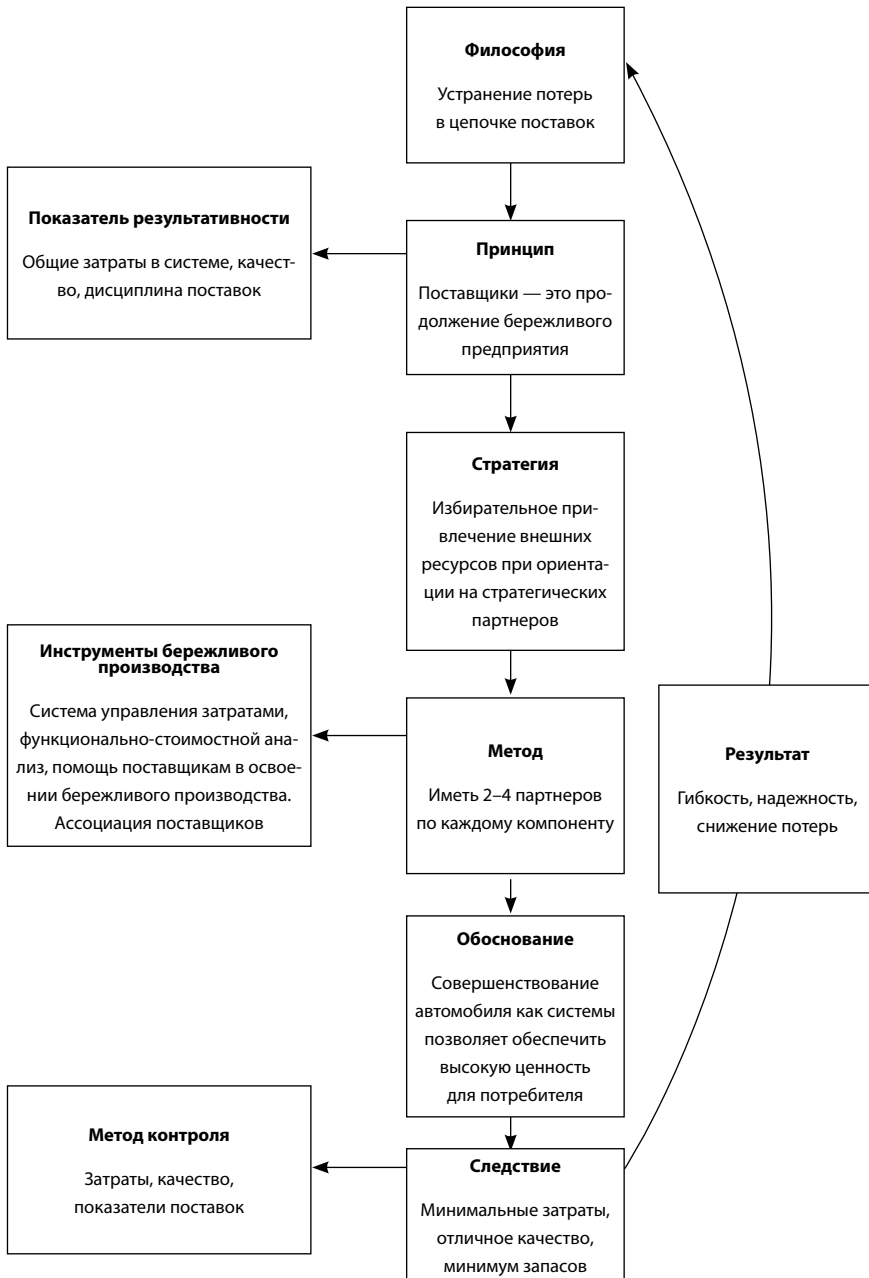 Философия
Устранение потерь
в цепочке поставок
Показатель результативности
Общие затраты в системе, качест-
во, дисциплина поставок
Принцип
Поставщики — это про-
должение бережливого
предприятия
Стратегия
Избирательное при-
влечение внешних
ресурсов при ориента-
ции на стратегических
партнеров
Инструменты бережливого
производства
Система управления затратами,
функционально-стоимостной ана-
лиз, помощь поставщикам в освое-
нии бережливого производства.
Ассоциация поставщиков
Метод
Иметь 2–4 партнеров
по каждому компоненту
Результат
Гибкость, надежность,
снижение потерь
Обоснование
Совершенствование
автомобиля как системы
позволяет обеспечить
высокую ценность
для потребителя
Метод контроля
Затраты, качество,
показатели поставок
Следствие
Минимальные затраты,
отличное качество,
минимум запасов